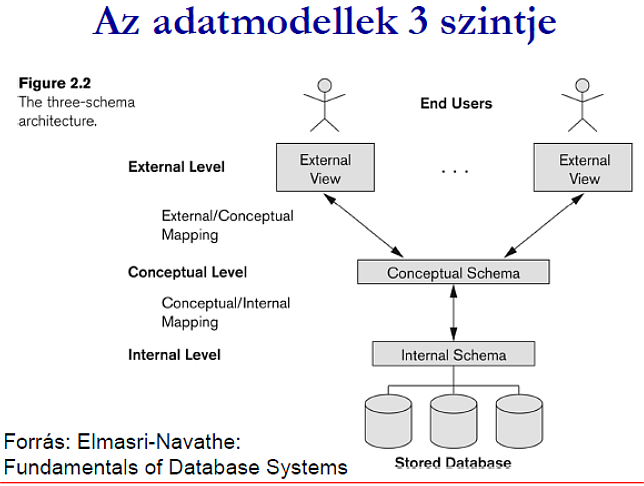 Az adatmodellek 3 szintje
Figure 2.2
The three-schema
architecture.
End Users
External Level
External
View
. . .
External
View
External/Conceptual
Mapping
Conceptual Level
Conceptual Schema
Conceptual/Internal
Mapping
Internal Level
Internal Schema
Stored Database
Forrás: Elmasri-Navathe:
Fundamentals of Database Systems